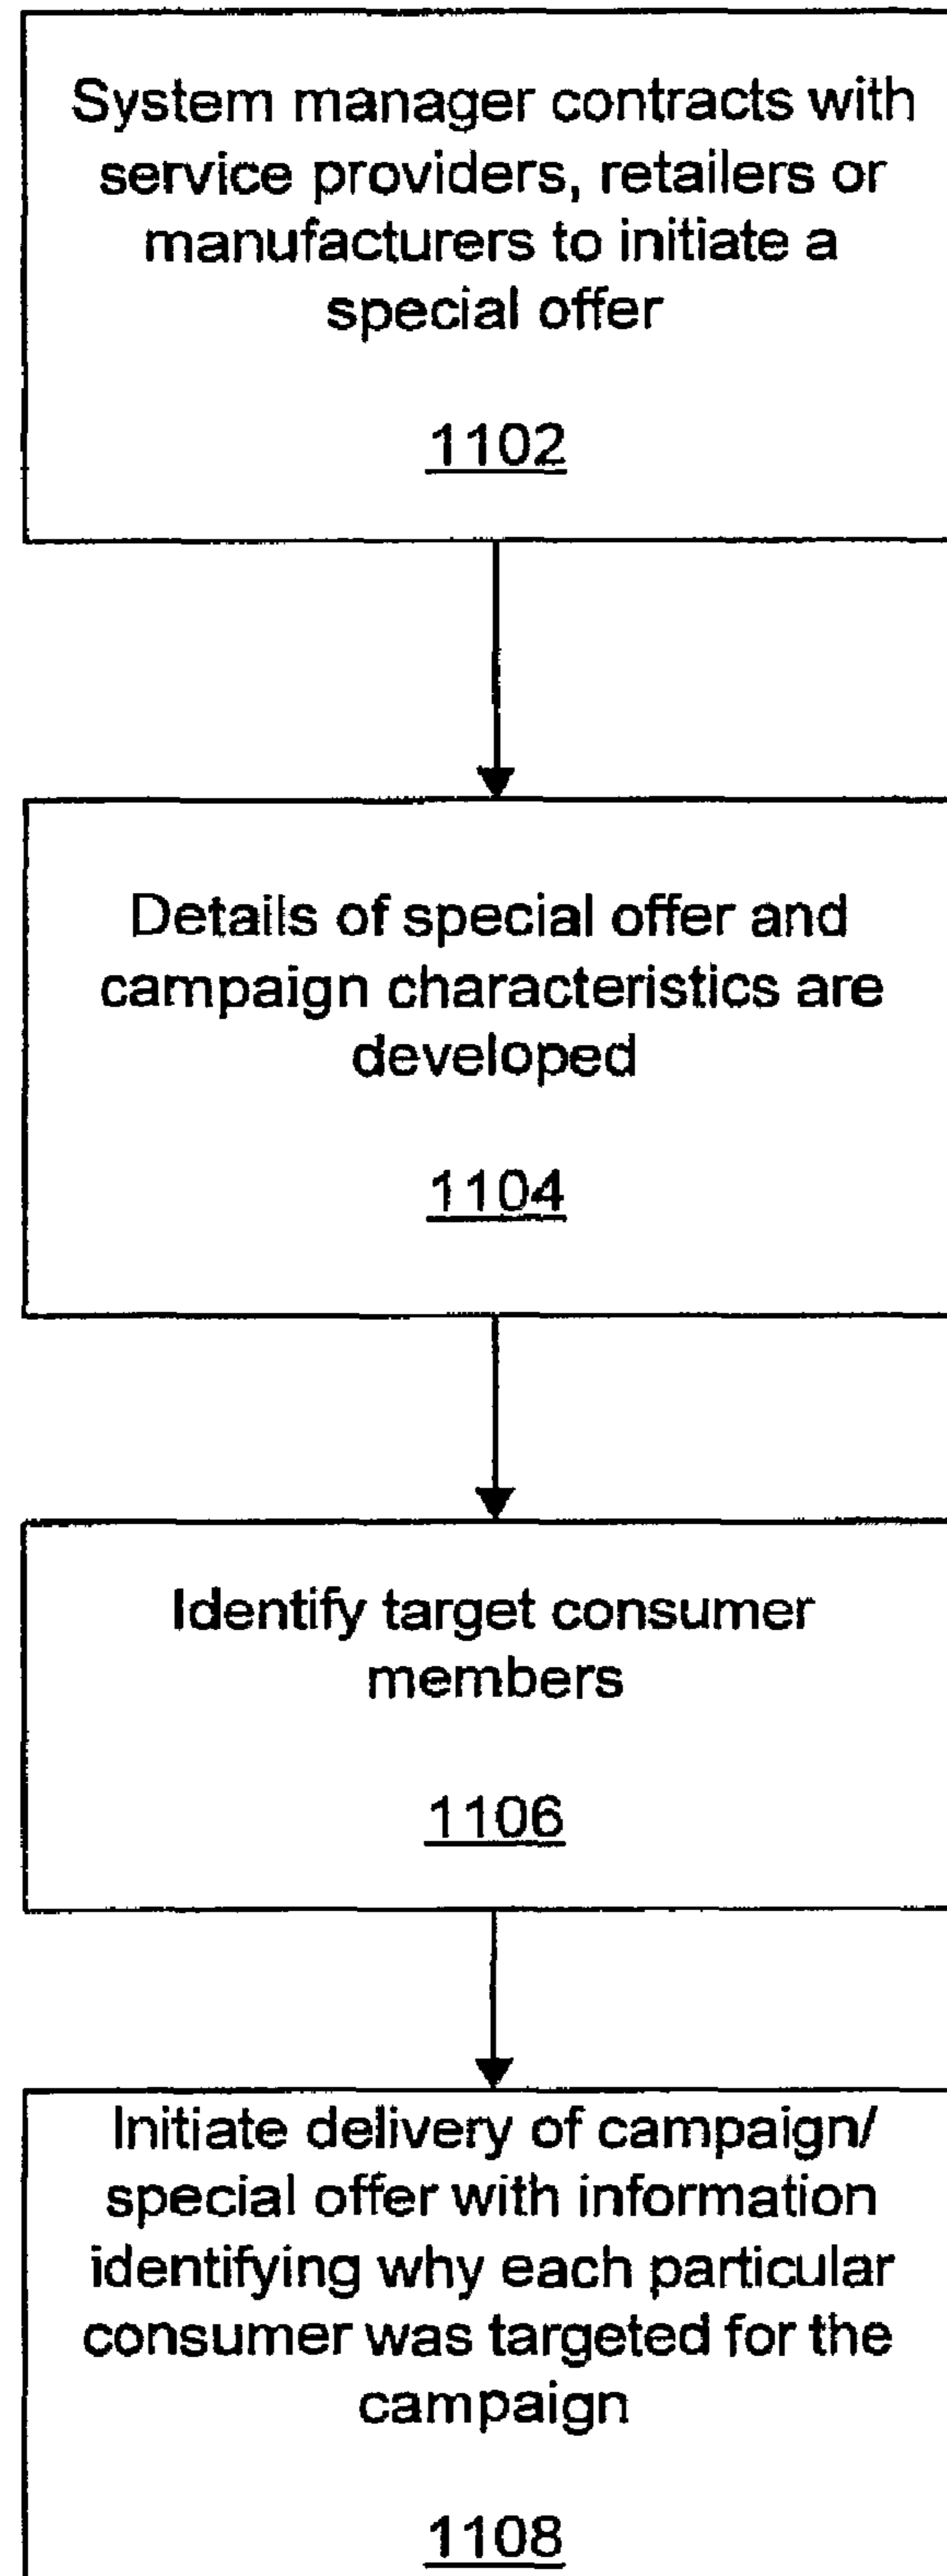 System manager contracts with
service providers, retailers or
manufacturers to initiate a
special offer
1102
Details of special offer and
campaign characteristics are
developed
1104
Identify target consumer
members
1106
Initiate delivery of campaign/
special offer with information
identifying why each particular
consumer was targeted for the
campaign
1108